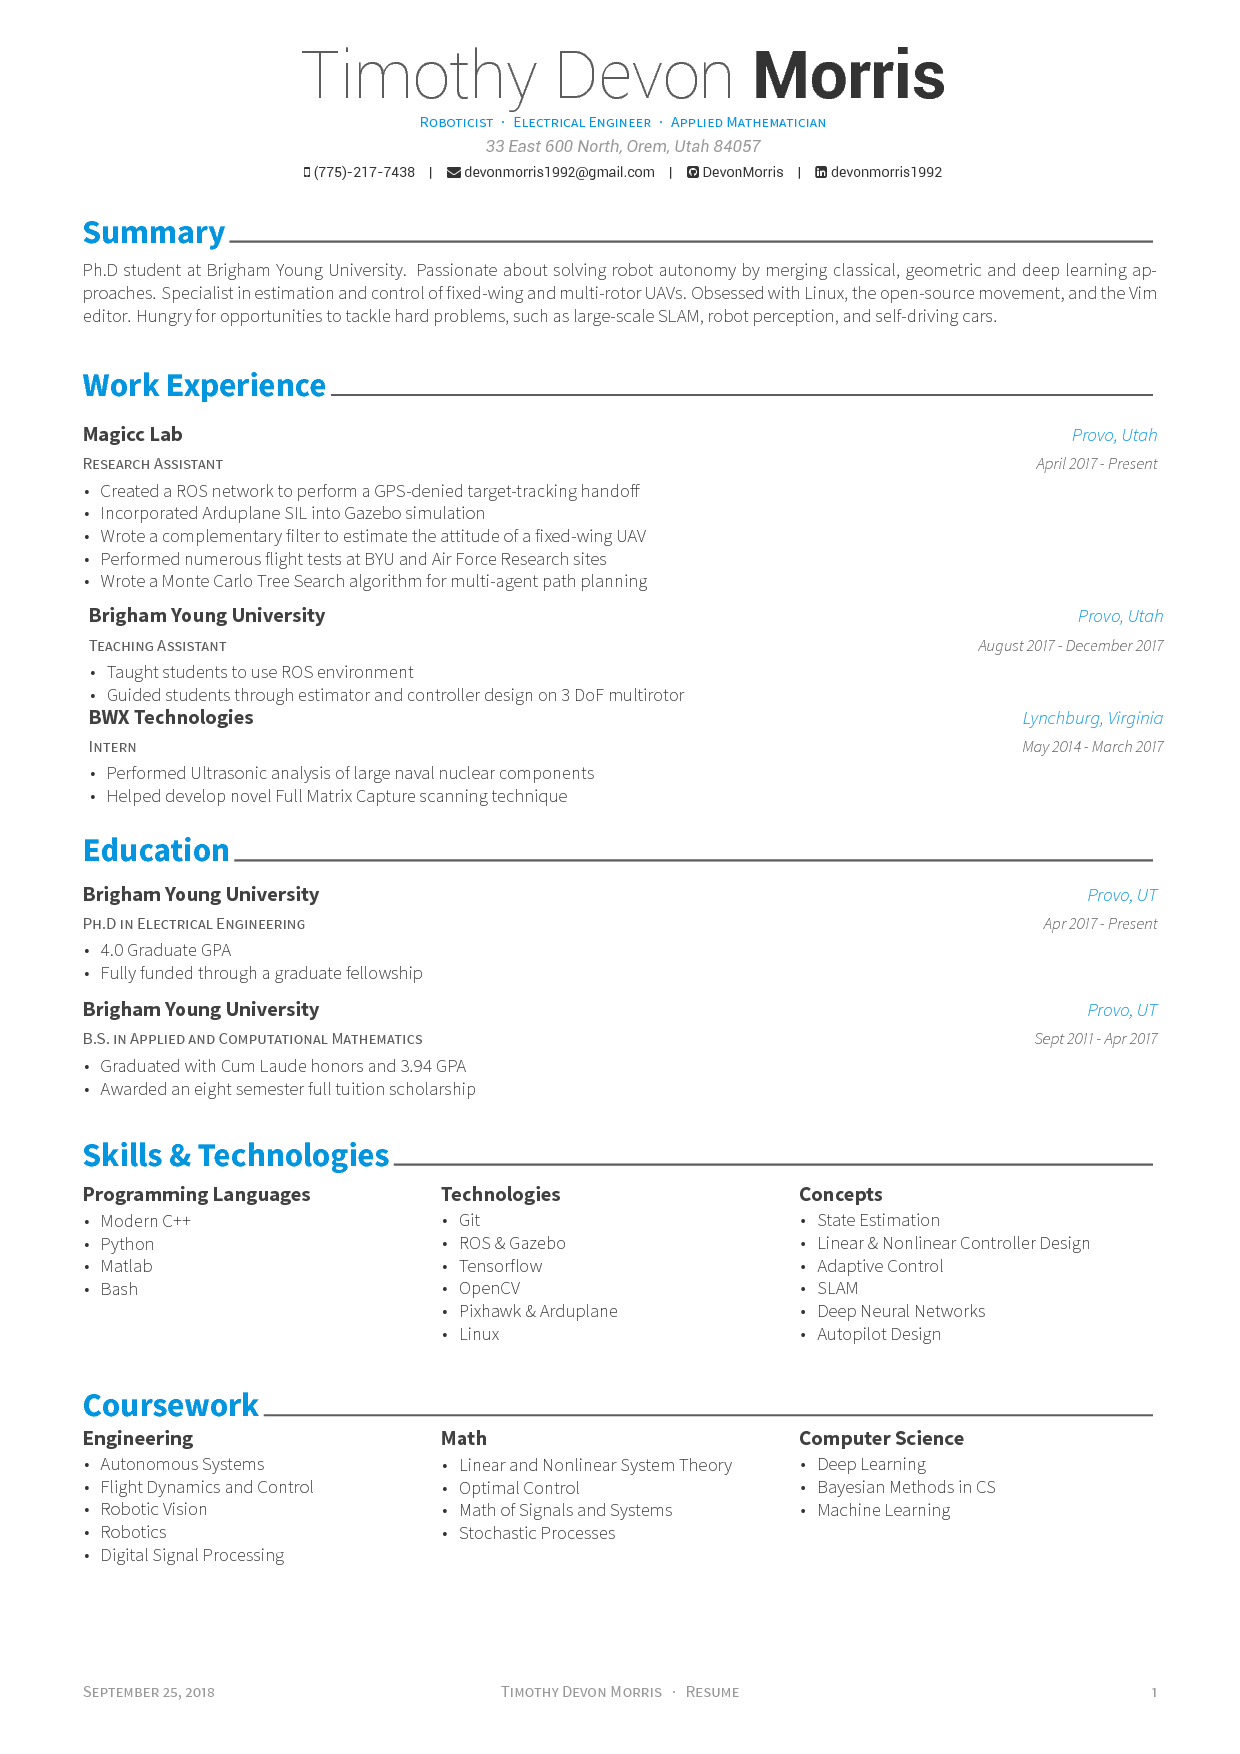 Timothy Devon Morris
Roboticist · Electrical Engineer · Applied Mathematician
33 East 600 North, Orem, Utah 84057
(775)-217-7438 | devonmorris1992@gmail.com | DevonMorris | devonmorris1992
Summary
Ph.D student at Brigham Young University. Passionate about solving robot autonomy by merging classical, geometric and deep learning ap-
proaches. Specialist in estimation and control of fixed-wing and multi-rotor UAVs. Obsessed with Linux, the open-source movement, and the Vim
editor. Hungry for opportunities to tackle hard problems, such as large-scale SLAM, robot perception, and self-driving cars.
Work Experience
Magicc Lab Provo, Utah
Research Assistant April 2017 - Present
• Created a ROS network to perform a GPS-denied target-tracking handoff
• Incorporated Arduplane SIL into Gazebo simulation
• Wrote a complementary filter to estimate the attitude of a fixed-wing UAV
• Performed numerous flight tests at BYU and Air Force Research sites
• Wrote a Monte Carlo Tree Search algorithm for multi-agent path planning
Brigham Young University Provo, Utah
Teaching Assistant August 2017 - December 2017
• Taught students to use ROS environment
• Guided students through estimator and controller design on 3 DoF multirotor
BWX Technologies Lynchburg, Virginia
Intern May 2014 - March 2017
• Performed Ultrasonic analysis of large naval nuclear components
• Helped develop novel Full Matrix Capture scanning technique
Education
Brigham Young University Provo, UT
Ph.D in Electrical Engineering Apr 2017 - Present
• 4.0 Graduate GPA
• Fully funded through a graduate fellowship
Brigham Young University Provo, UT
B.S. in Applied and Computational Mathematics Sept 2011 - Apr 2017
• Graduated with Cum Laude honors and 3.94 GPA
• Awarded an eight semester full tuition scholarship
Skills & Technologies
Programming Languages
• Modern C++
• Python
• Matlab
• Bash
Technologies
• Git
• ROS & Gazebo
• Tensorflow
• OpenCV
• Pixhawk & Arduplane
• Linux
Concepts
• State Estimation
• Linear & Nonlinear Controller Design
• Adaptive Control
• SLAM
• Deep Neural Networks
• Autopilot Design
Coursework
Engineering
• Autonomous Systems
• Flight Dynamics and Control
• Robotic Vision
• Robotics
• Digital Signal Processing
Math
• Linear and Nonlinear System Theory
• Optimal Control
• Math of Signals and Systems
• Stochastic Processes
Computer Science
• Deep Learning
• Bayesian Methods in CS
• Machine Learning
September 25, 2018 Timothy Devon Morris · Resume 1